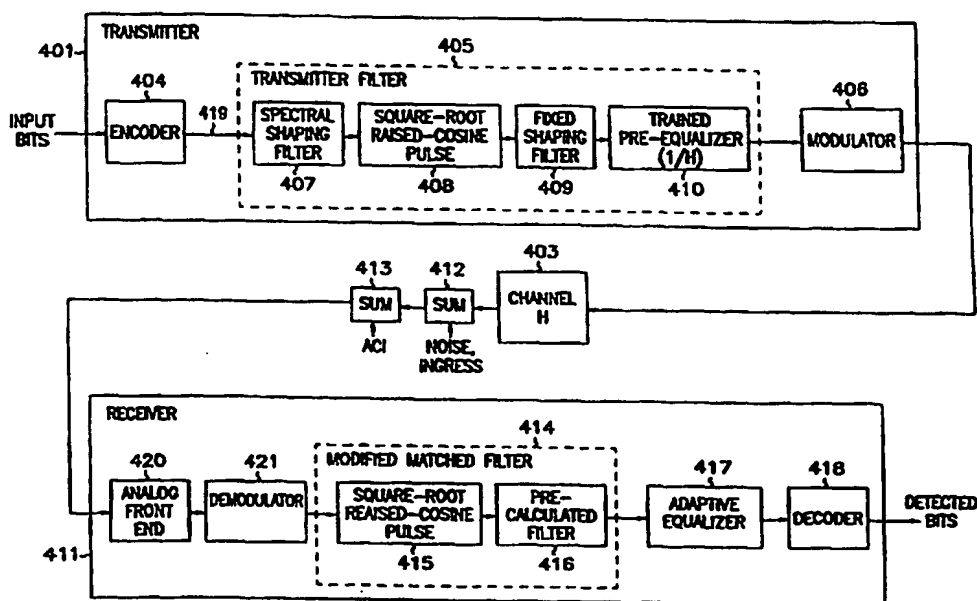 TRANSMITTER
401
405
404
TRANSMITTER FILTER
406
INPUT
BITS
ENCODER
419
SPECTRAL
SHAPING
FILTER
407
SQUARE-ROOT
RAISED-COSINE
PULSE
408
FIXED
SHAPING
FILTER
409
TRAINED
PRE-EQUALIZER
(1/H)
410
MODULATOR
403
413
412
SUM
SUM
CHANNEL
H
ACI
NOISE,
INGRESS
RECEIVER
414
420
421
MODIFIED MATCHED FILTER
417
418
ANALOG
FRONT
END
DEMODULATOR
SQUARE-ROOT
REAISED-COSINE
PULSE
415
PRE-
CALCULATED
FILTER
416
ADAPTIVE
EQUALIZER
DECODER
DETECTED
BITS
411